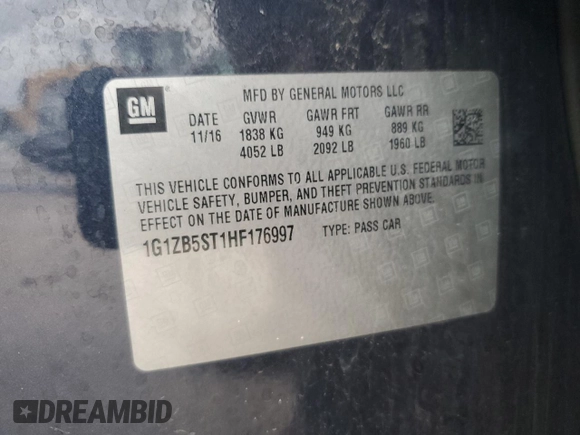 GM
MFD BY GENERAL MOTORS LLC
DATE GVWR GAWR FRT GAWR RR
11/16 1838 KG 949 KG 889 KG
4052 LB 2092 LB 1960 LB
THIS VEHICLE CONFORMS TO ALL APPLICABLE U.S. FEDERAL MOTOR
VEHICLE SAFETY, BUMPER, AND THEFT PREVENTION STANDARDS IN
EFFECT ON THE DATE OF MANUFACTURE SHOWN ABOVE.
1G1ZB5ST1HF176997 TYPE: PASS CAR
DREAMBID